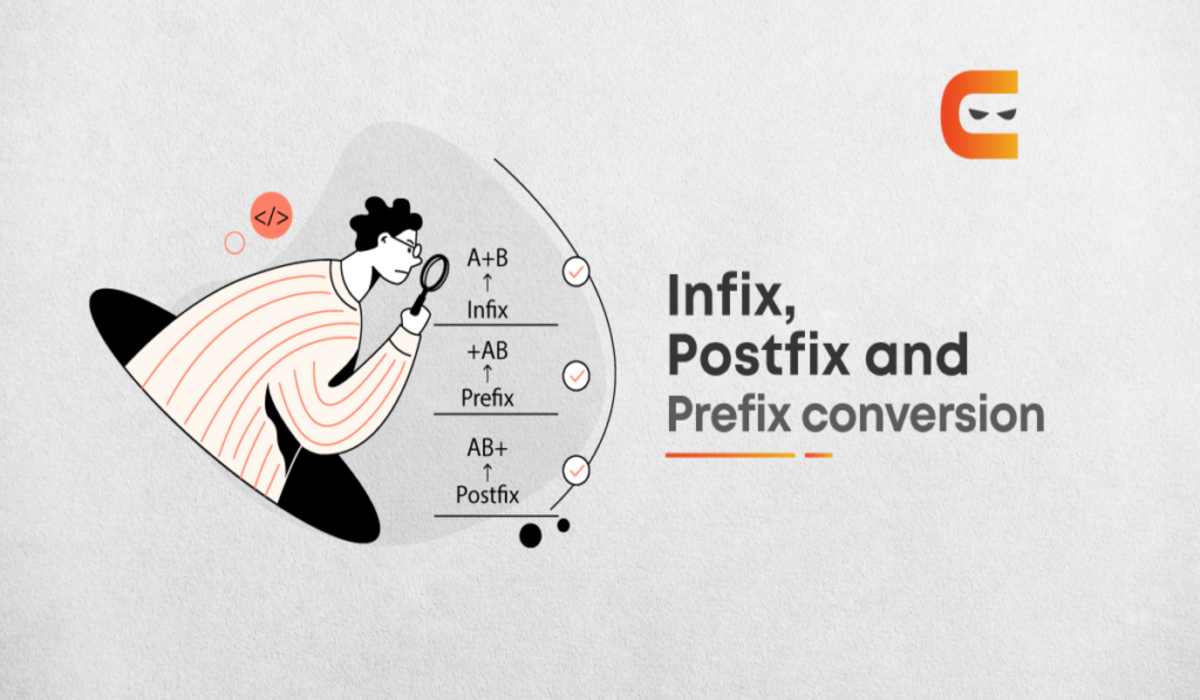 </>
A+B
↑
Infix
+AB
↑
Prefix
AB+
↑
Postfix
Infix,
Postfix and
Prefix conversion